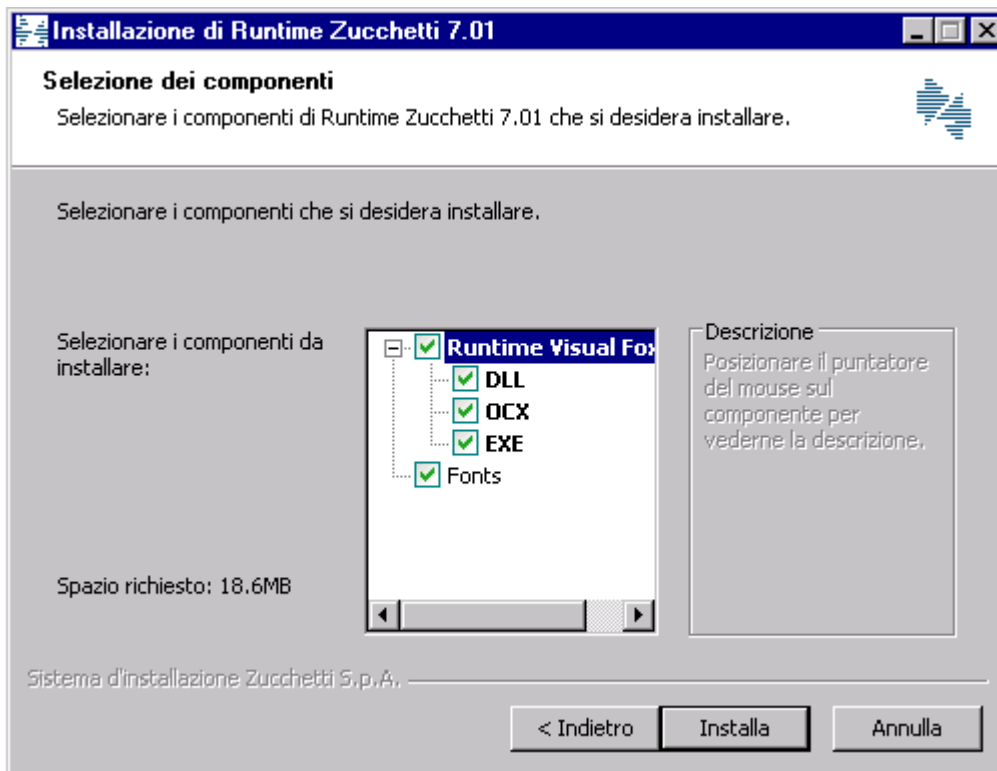 Installazione di Runtime Zucchetti 7.01
Selezione dei componenti
Selezionare i componenti di Runtime Zucchetti 7.01 che si desidera installare.
Selezionare i componenti che si desidera installare.
Selezionare i componenti da
installare:
Runtime Visual Fo
DLL
OCX
EXE
Fonts
Descrizione
Posizionare il puntatore
del mouse sul
componente per
vederne la descrizione.
Spazio richiesto: 18.6MB
Sistema d'installazione Zucchetti S.p.A.
< Indietro
Installa
Annulla